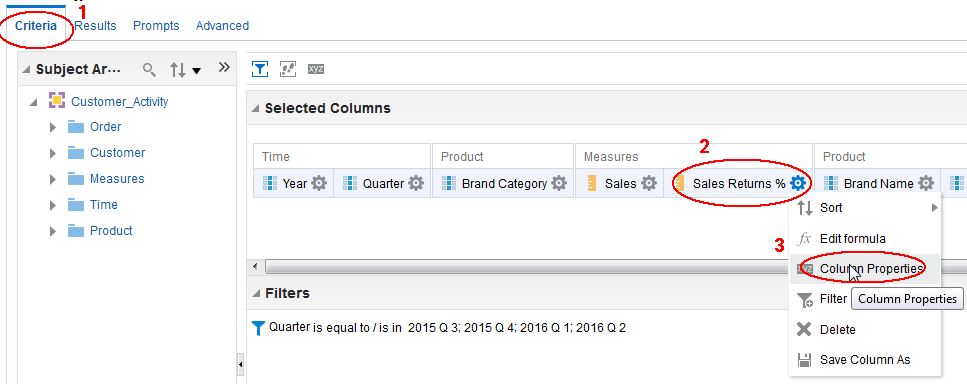 1
Criteria Results Prompts Advanced
Subject Ar...
Customer_Activity
Order
Customer
Measures
Time
Product
xyz
Selected Columns
2
Time Product Measures Product
Year Quarter Brand Category Sales Sales Returns % Brand Name
Sort
3
fx Edit formula
xyz Column Properties
Filter Column Properties
Delete
Save Column As
Filters
Quarter is equal to / is in 2015 Q 3; 2015 Q 4; 2016 Q 1; 2016 Q 2